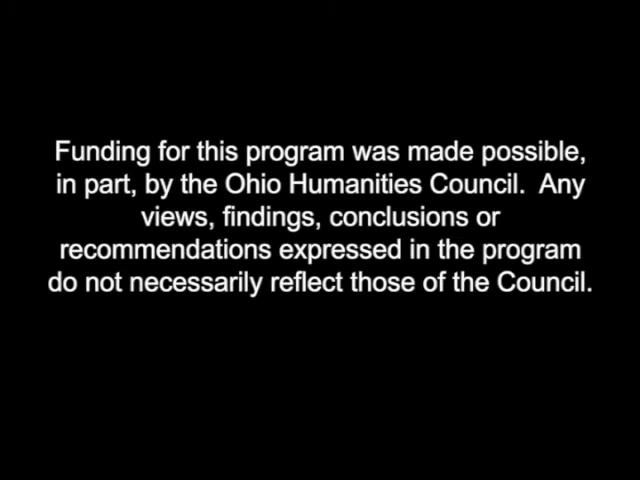 Funding for this program was made possible,
in part, by the Ohio Humanities Council.  Any
views, findings, conclusions or
recommendations expressed in the program
do not necessarily reflect those of the Council.